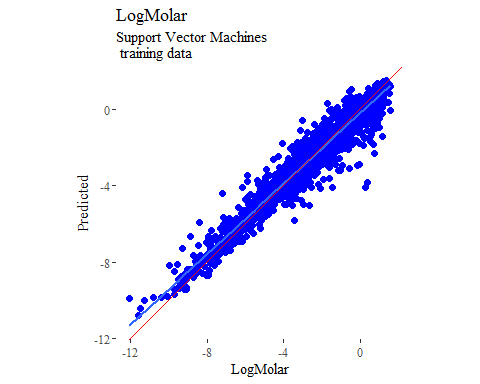 LogMolar
Support Vector Machines
training data
0
-4
-8
-12
Predicted
-12 -8 -4 0
LogMolar